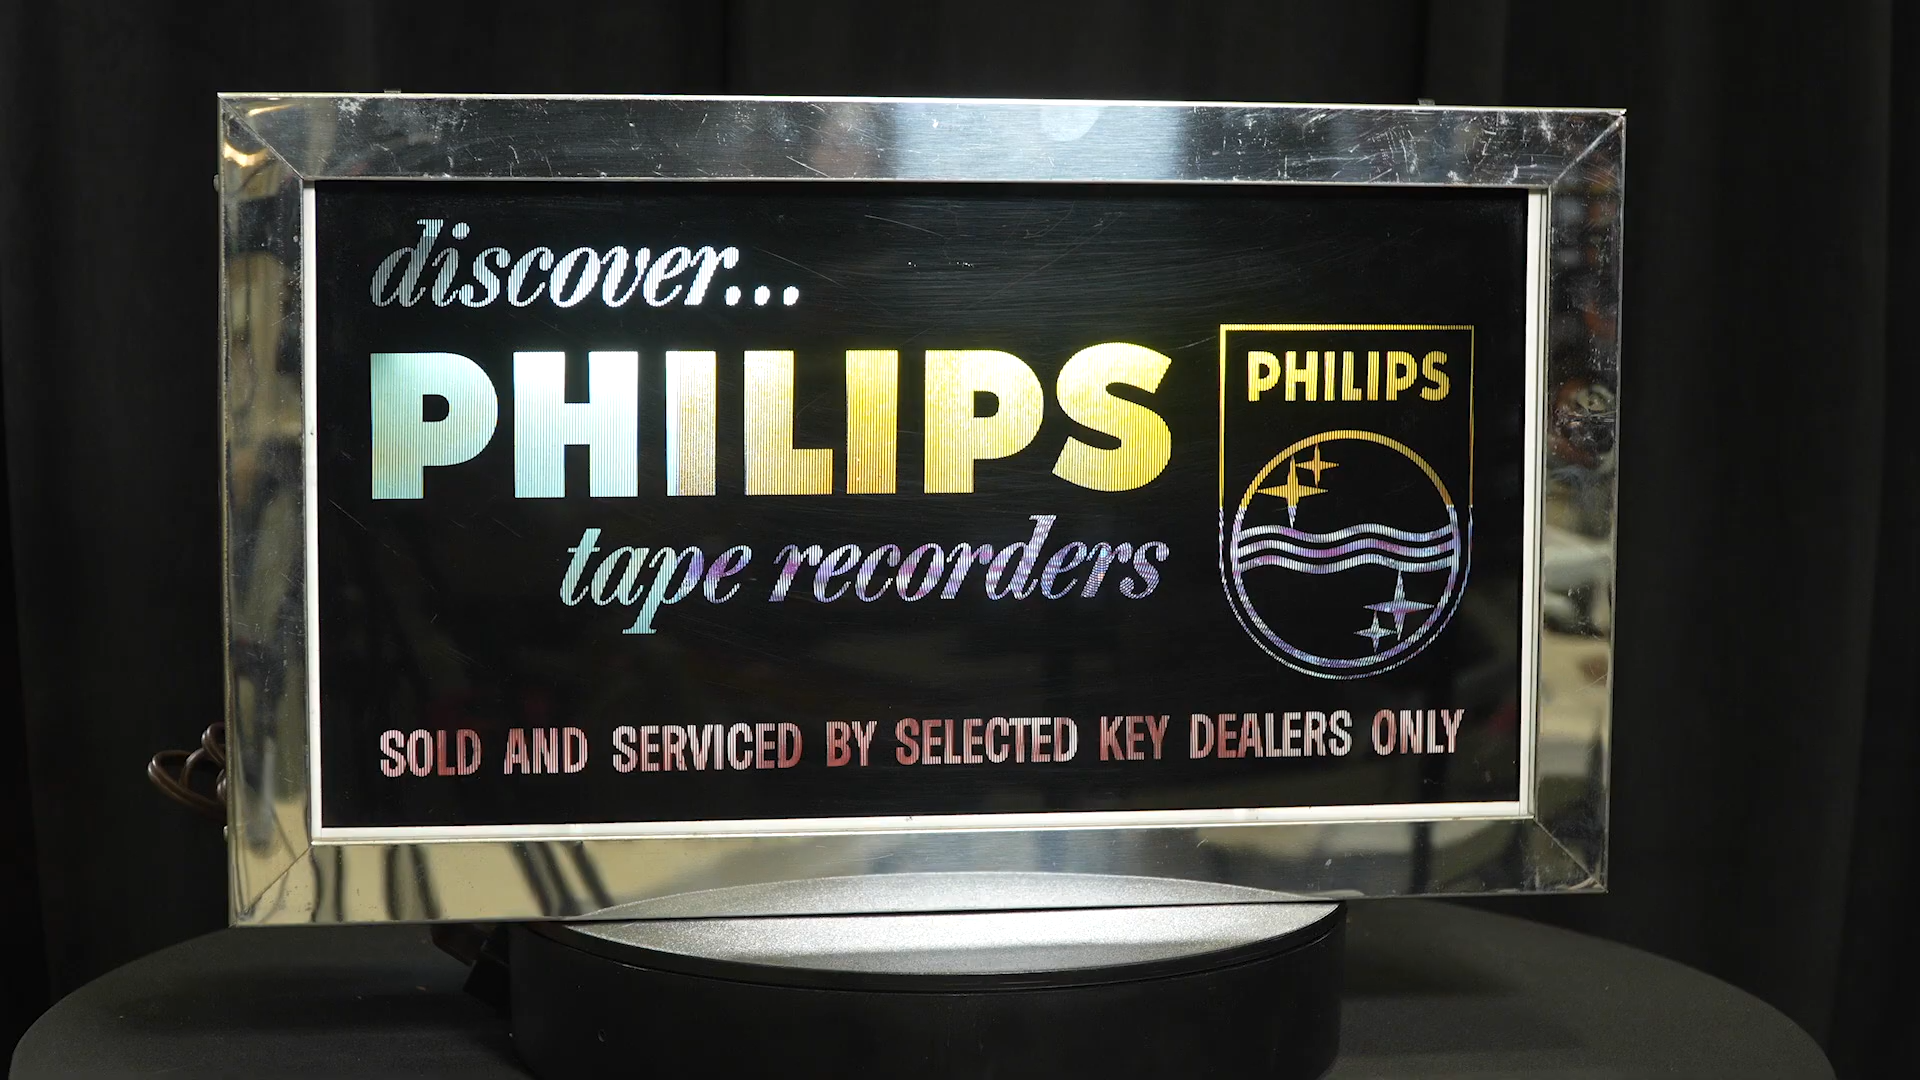 discover...
PHILIPS
PHILIPS
tape recorders
SOLD AND SERVICED BY SELECTED KEY DEALERS ONLY